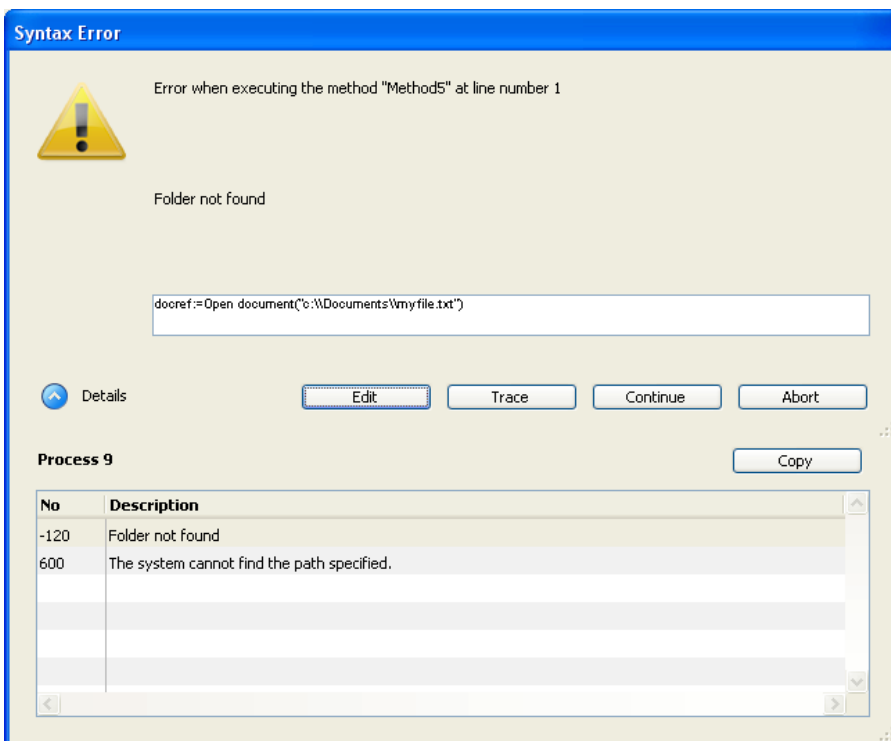 Syntax Error
Error when executing the method "Method5" at line number 1
Folder not found
docref:=Open document("c:\\Documents\\myfile.txt")
Details
Edit
Trace
Continue
Abort
Process 9
Copy
No Description
-120 Folder not found
600 The system cannot find the path specified.